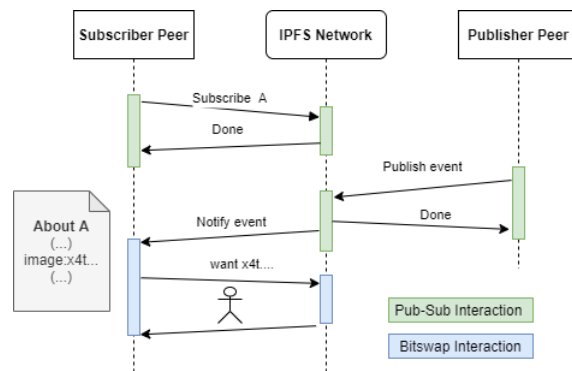 Subscriber Peer
IPFS Network
Publisher Peer
Subscribe A
Done
Publish event
Done
Notify event
About A
(...)
image:x4t...
(...)
want x4t....
Pub-Sub Interaction
Bitswap Interaction